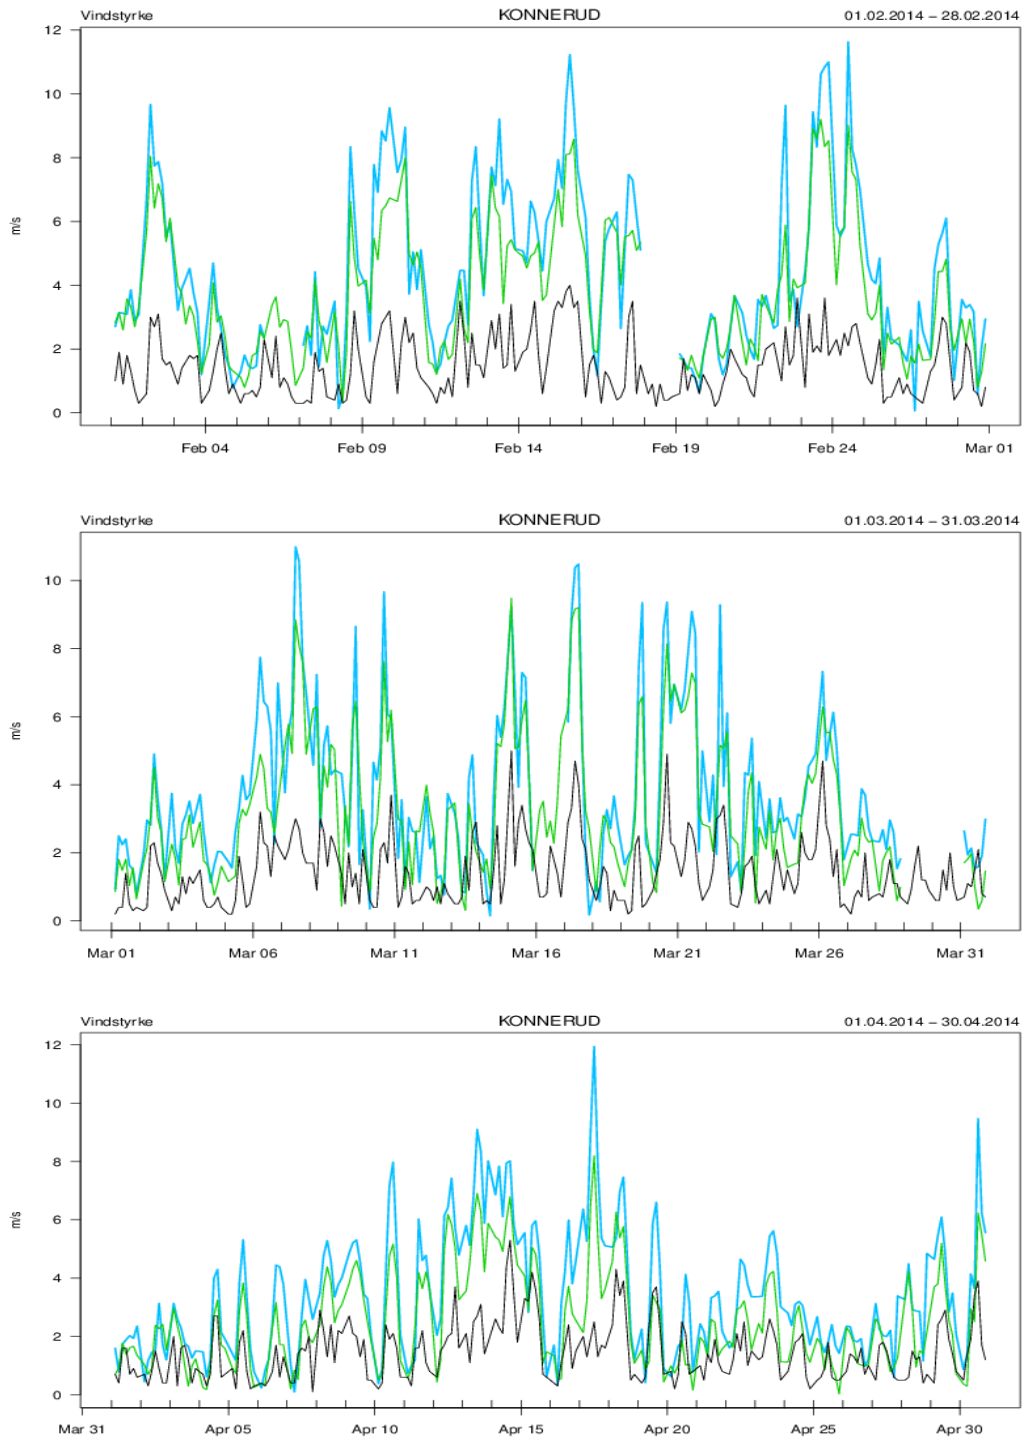 Vindstyrke KONNERUD 01.02.2014 – 28.02.2014
12
10
8
6
4
2
0
m/s
Feb 04 Feb 09 Feb 14 Feb 19 Feb 24 Mar 01
Vindstyrke KONNERUD 01.03.2014 – 31.03.2014
10
8
6
4
2
0
m/s
Mar 01 Mar 06 Mar 11 Mar 16 Mar 21 Mar 26 Mar 31
Vindstyrke KONNERUD 01.04.2014 – 30.04.2014
12
10
8
6
4
2
0
m/s
Mar 31 Apr 05 Apr 10 Apr 15 Apr 20 Apr 25 Apr 30